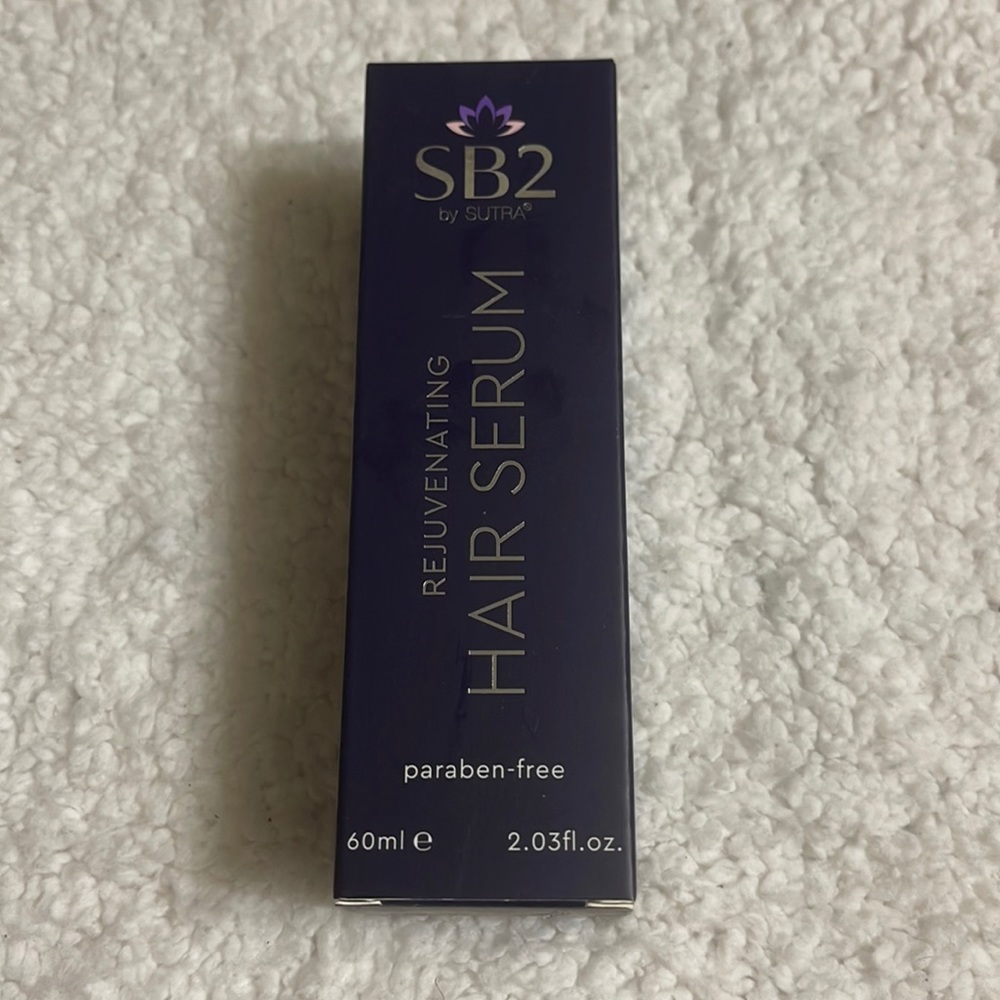 SB2
by SUTRA®
REJUVENATING
HAIR SERUM
paraben-free
60ml ℮
2.03fl.oz.